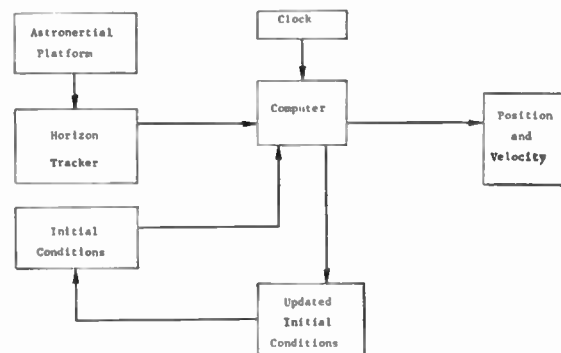 Astronertial
Platform
Clock
Computer
Horizon
Tracker
Position
and
Velocity
Initial
Conditions
Updated
Initial
Conditions